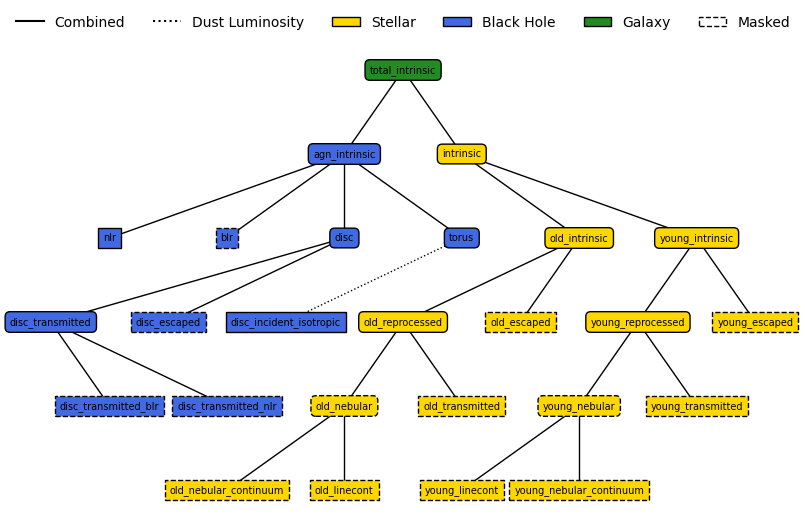 Combined Dust Luminosity Stellar Black Hole Galaxy Masked
total_intrinsic
agn_intrinsic intrinsic
nlr blr disc torus old_intrinsic young_intrinsic
disc_transmitted disc_escaped disc_incident_isotropic old_reprocessed old_escaped young_reprocessed young_escaped
disc_transmitted_blr disc_transmitted_nlr old_nebular old_transmitted young_nebular young_transmitted
old_nebular_continuum old_linecont young_linecont young_nebular_continuum